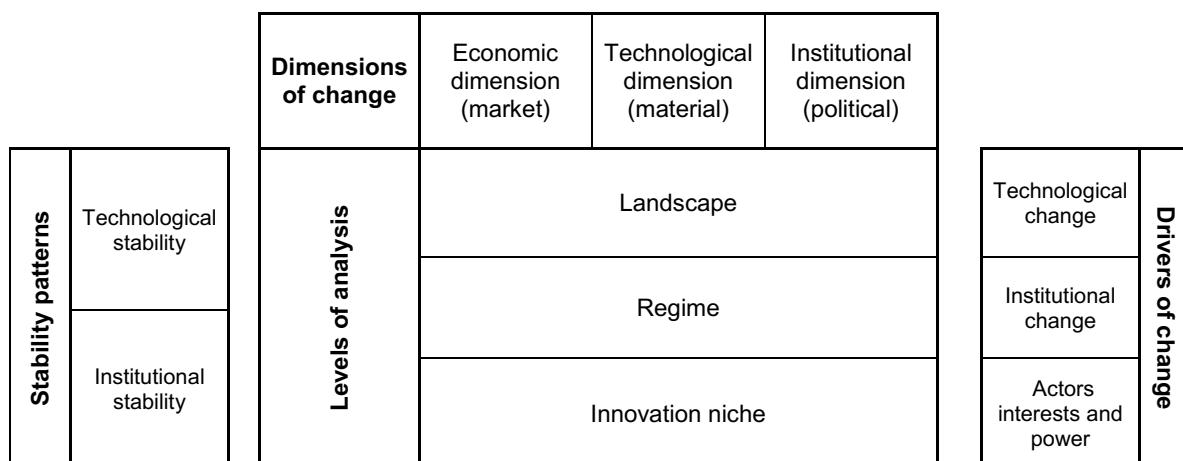 Dimensions
of change
Economic
dimension
(market)
Technological
dimension
(material)
Institutional
dimension
(political)
Stability patterns
Technological
stability
Institutional
stability
Levels of analysis
Landscape
Regime
Innovation niche
Technological
change
Institutional
change
Actors
interests and
power
Drivers of change